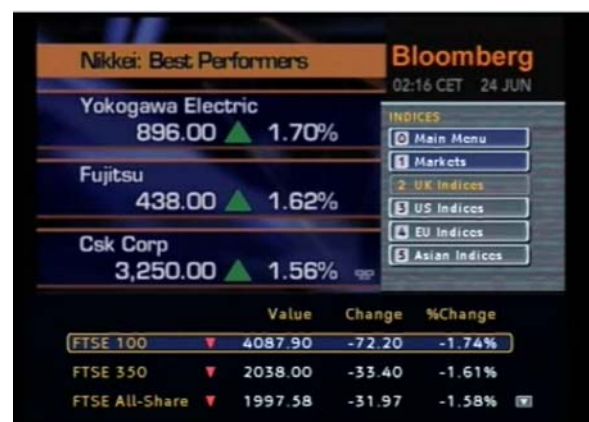 Nikkei: Best Performers
Bloomberg
02:16 CET 24 JUN
Yokogawa Electric
896.00 ▲ 1.70%
Fujitsu
438.00 ▲ 1.62%
Csk Corp
3,250.00 ▲ 1.56%
INDICES
0 Main Menu
1 Markets
2 UK Indices
3 US Indices
4 EU Indices
5 Asian Indices
Value Change %Change
FTSE 100 ▼ 4087.90 -72.20 -1.74%
FTSE 350 ▼ 2038.00 -33.40 -1.61%
FTSE All-Share ▼ 1997.58 -31.97 -1.58%